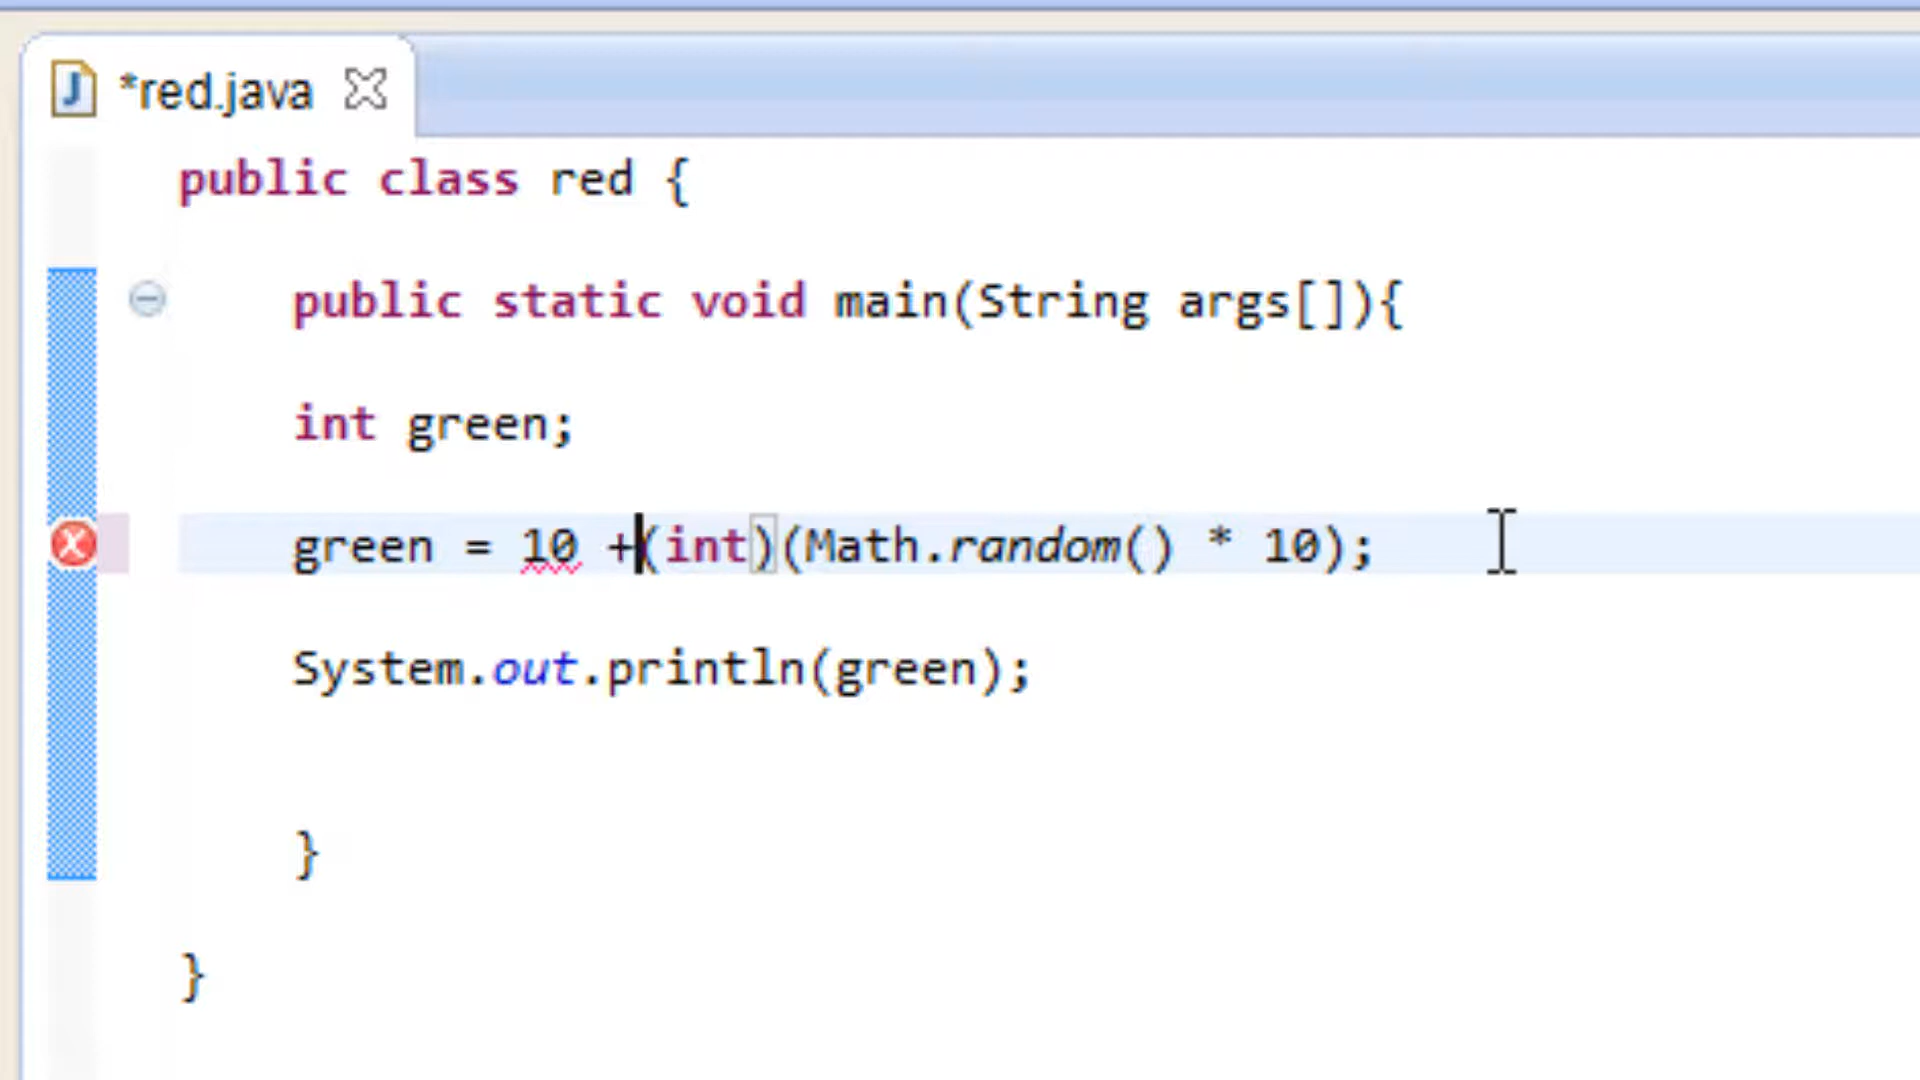 *red.java
public class red {
public static void main(String args[]){
int green;
green = 10 +(int)(Math.random() * 10);
System.out.println(green);
}
}